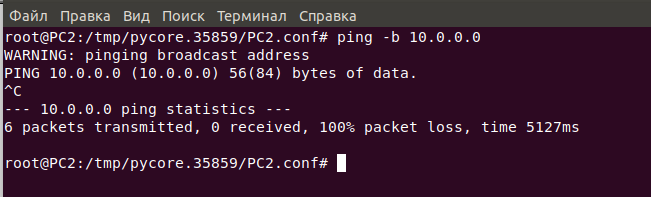 Файл Правка Вид Поиск Терминал Справка
root@PC2:/tmp/pycore.35859/PC2.conf# ping -b 10.0.0.0
WARNING: pinging broadcast address
PING 10.0.0.0 (10.0.0.0) 56(84) bytes of data.
^C
--- 10.0.0.0 ping statistics ---
6 packets transmitted, 0 received, 100% packet loss, time 5127ms
root@PC2:/tmp/pycore.35859/PC2.conf#